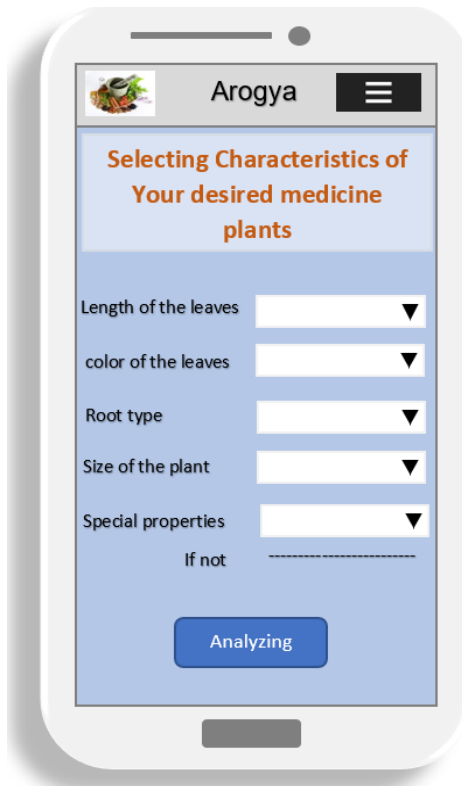 Arogya
Selecting Characteristics of
Your desired medicine
plants
Length of the leaves
color of the leaves
Root type
Size of the plant
Special properties
If not ------------------------
Analyzing